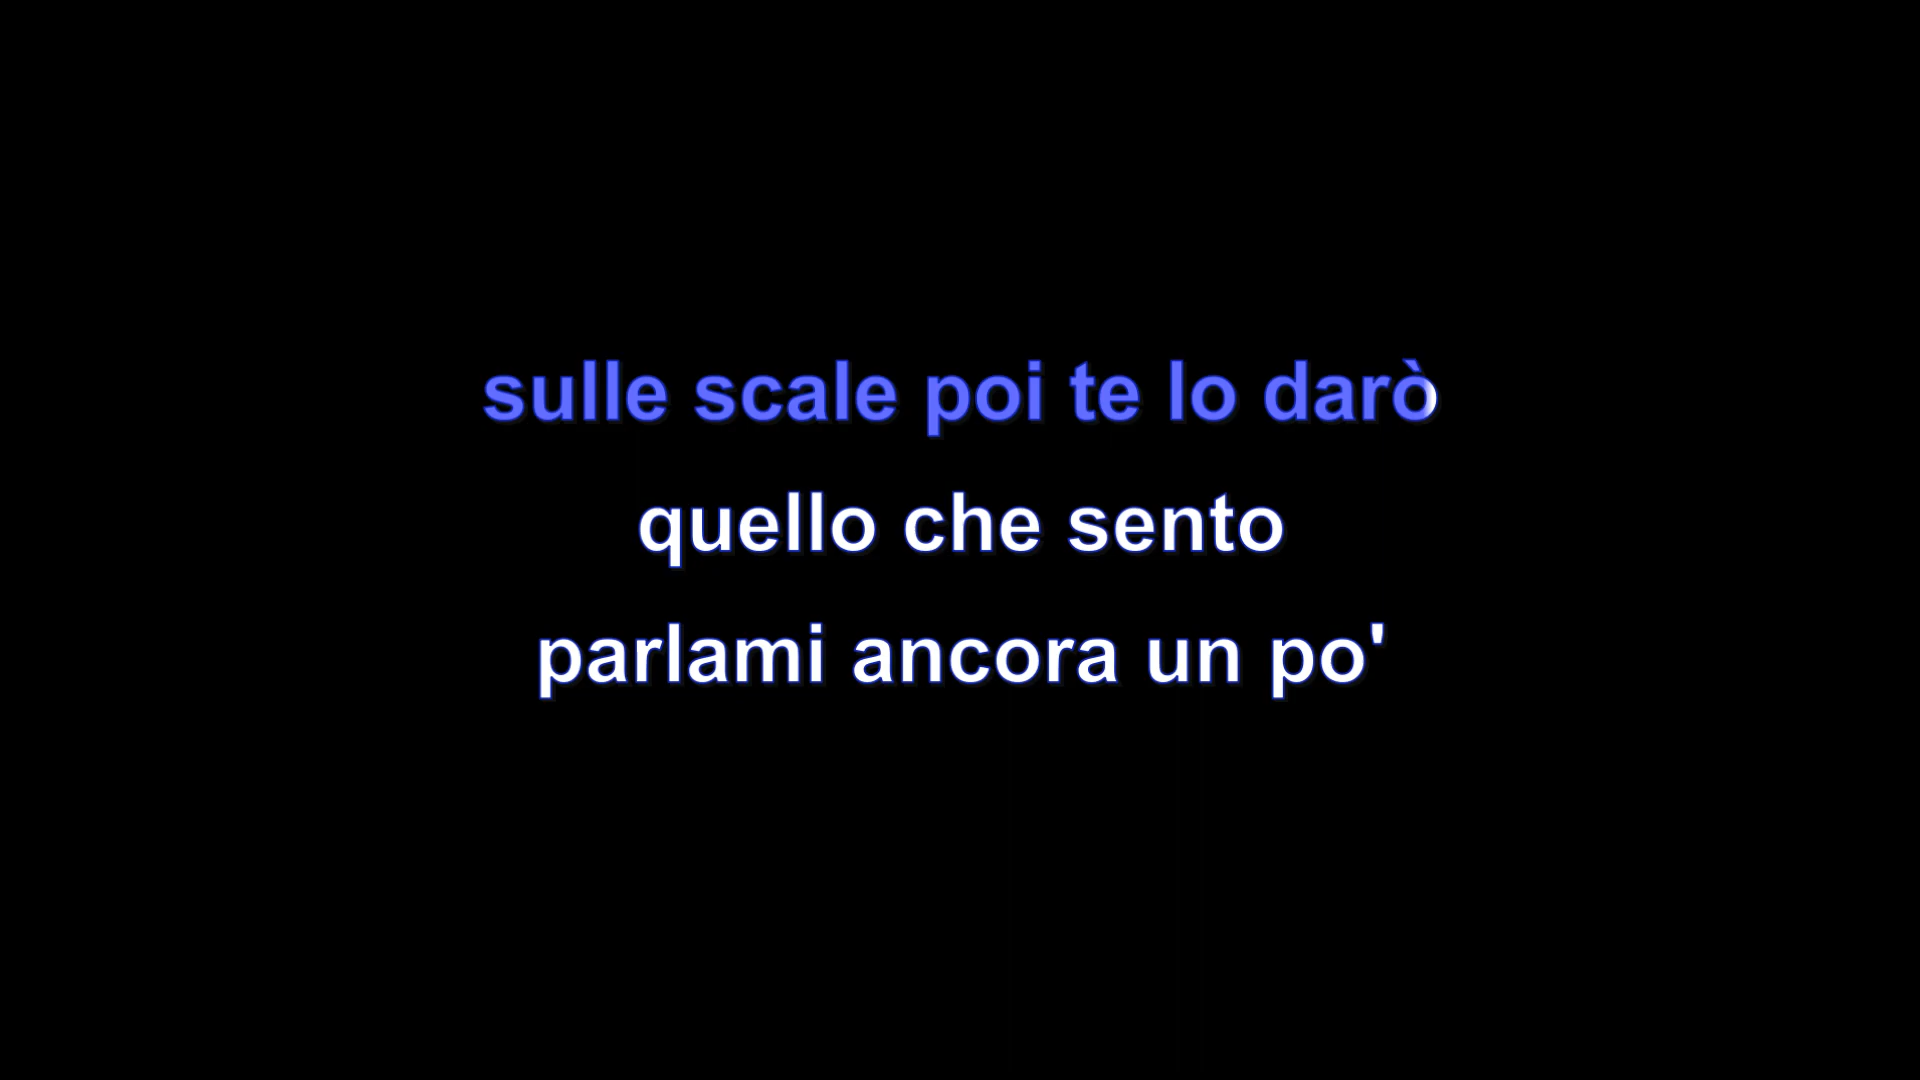 sulle scale poi te lo darò
quello che sento
parlami ancora un po'